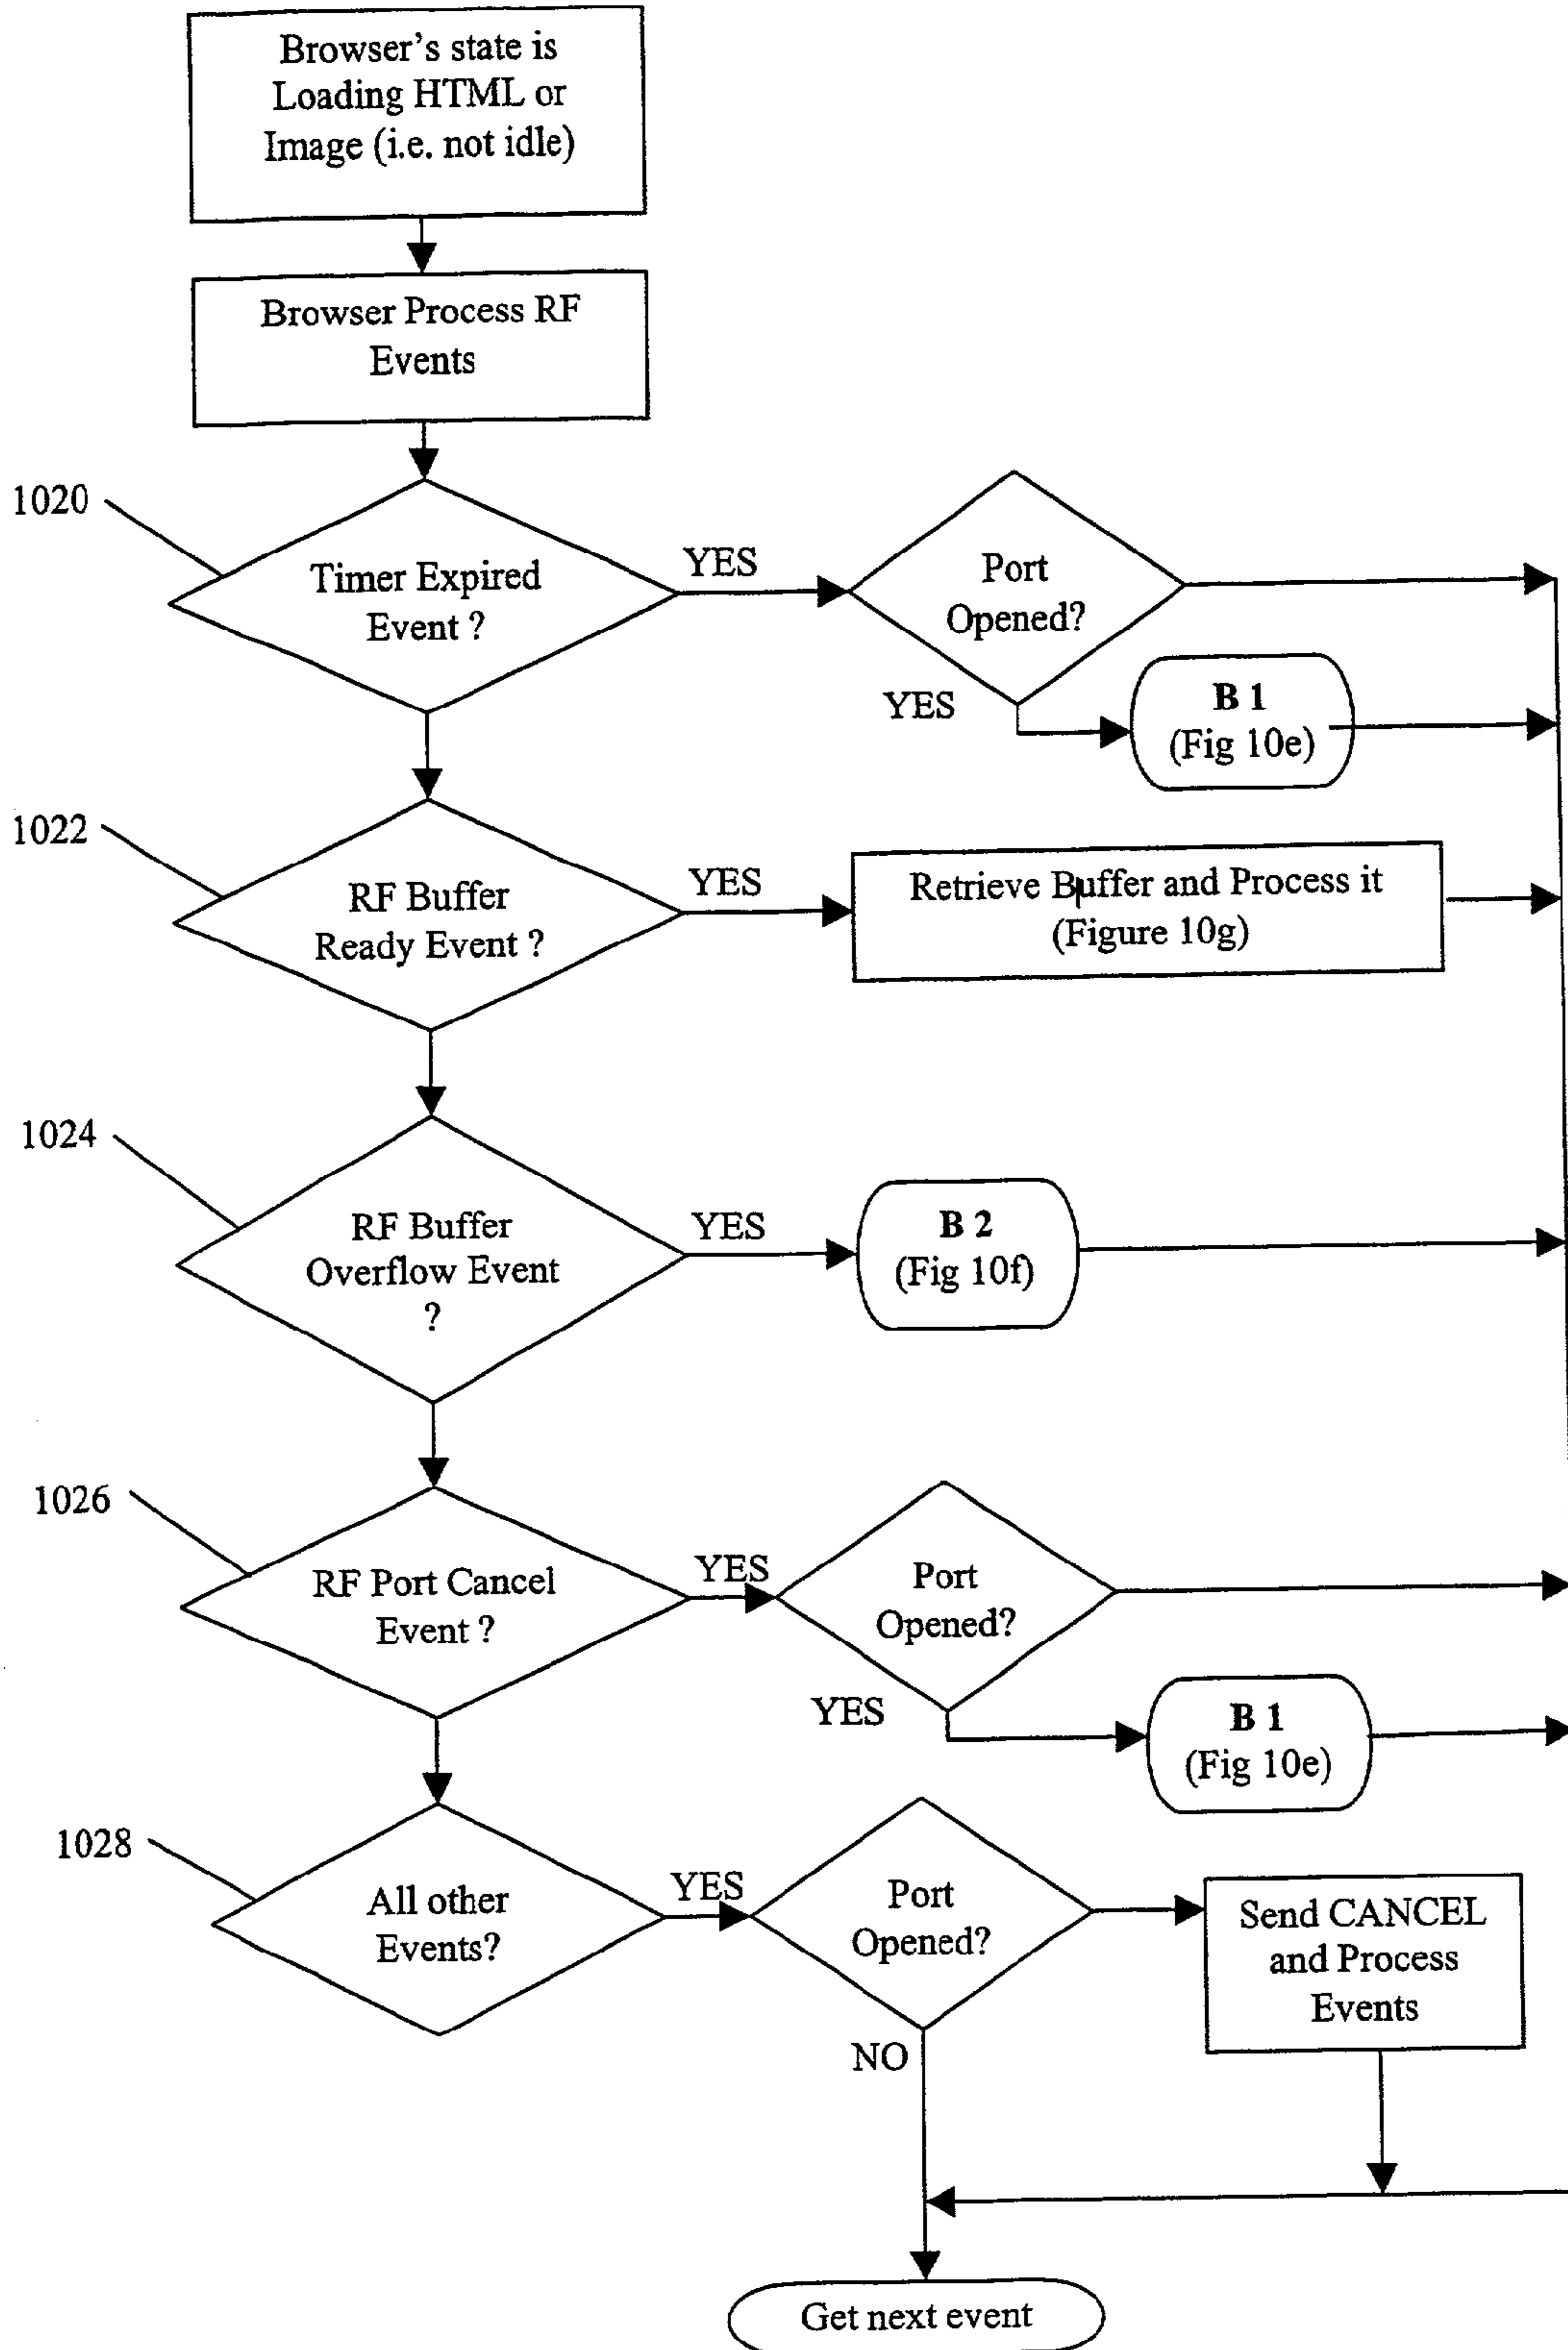 Browser's state is
Loading HTML or
Image (i.e. not idle)
Browser Process RF
Events
1020
Timer Expired
Event ?
YES
Port
Opened?
YES
B 1
(Fig 10e)
1022
RF Buffer
Ready Event ?
YES
Retrieve Buffer and Process it
(Figure 10g)
1024
RF Buffer
Overflow Event
?
YES
B 2
(Fig 10f)
1026
RF Port Cancel
Event ?
YES
Port
Opened?
YES
B 1
(Fig 10e)
1028
All other
Events?
YES
Port
Opened?
Send CANCEL
and Process
Events
NO
Get next event